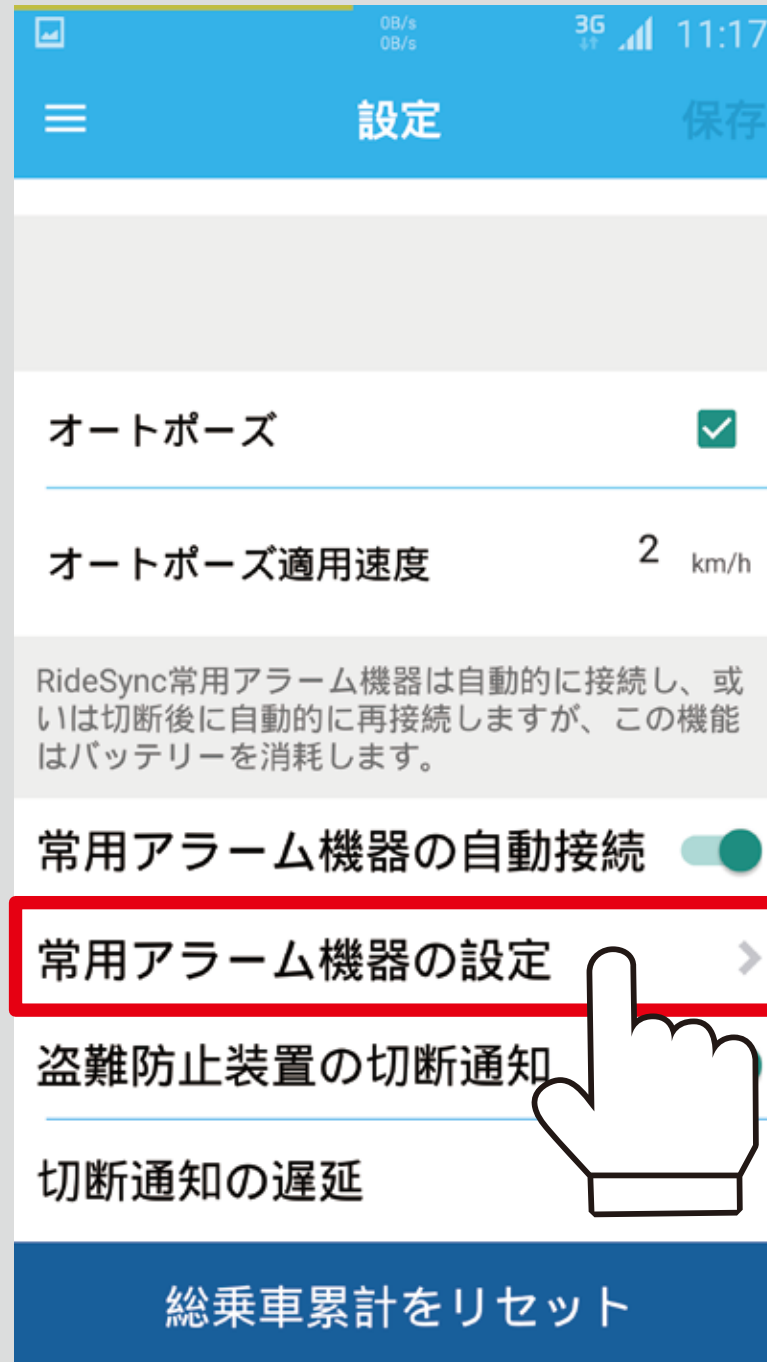 0B/s
0B/s
3G
11:17
設定
保存
オートポーズ
オートポーズ適用速度
2 km/h
RideSync常用アラーム機器は自動的に接続し、或
いは切断後に自動的に再接続しますが、この機能
はバッテリーを消耗します。
常用アラーム機器の自動接続
常用アラーム機器の設定
盗難防止装置の切断通知
切断通知の遅延
総乗車累計をリセット